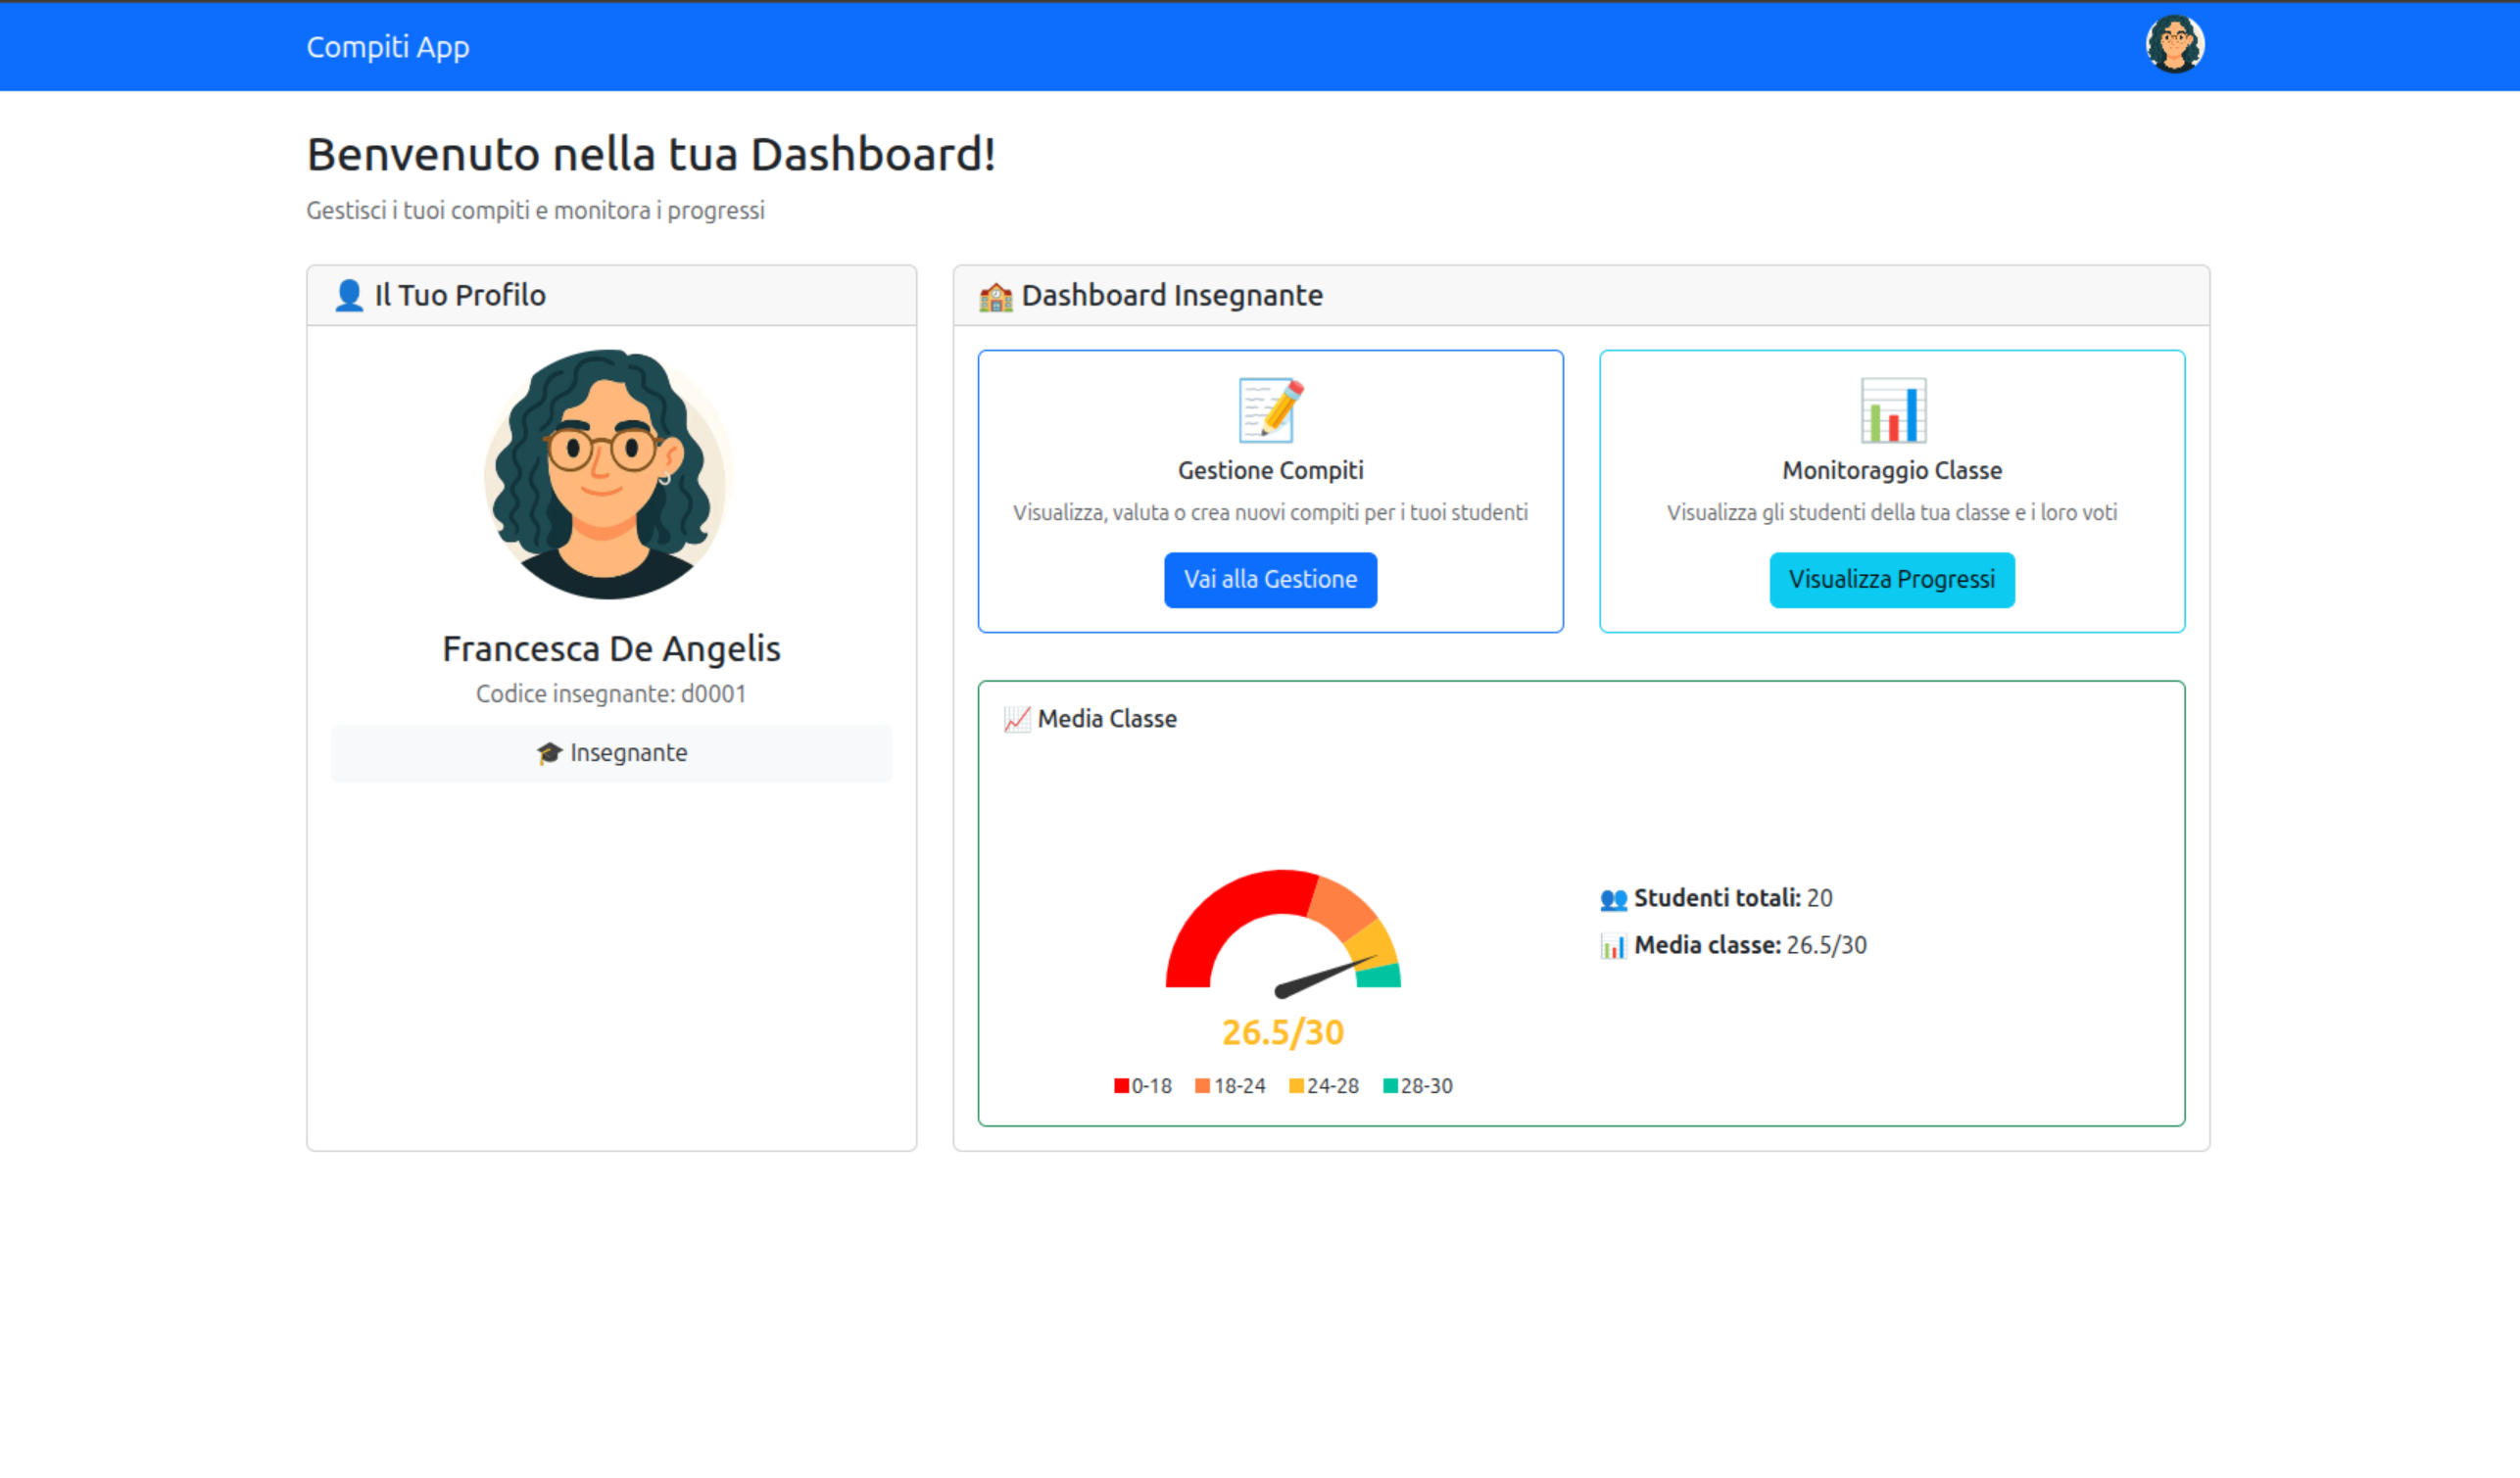 Compiti App
Benvenuto nella tua Dashboard!
Gestisci i tuoi compiti e monitora i progressi
Il Tuo Profilo
Francesca De Angelis
Codice insegnante: d0001
Insegnante
Dashboard Insegnante
Gestione Compiti
Visualizza, valuta o crea nuovi compiti per i tuoi studenti
Vai alla Gestione
Monitoraggio Classe
Visualizza gli studenti della tua classe e i loro voti
Visualizza Progressi
Media Classe
26.5/30
0-18 18-24 24-28 28-30
Studenti totali: 20
Media classe: 26.5/30